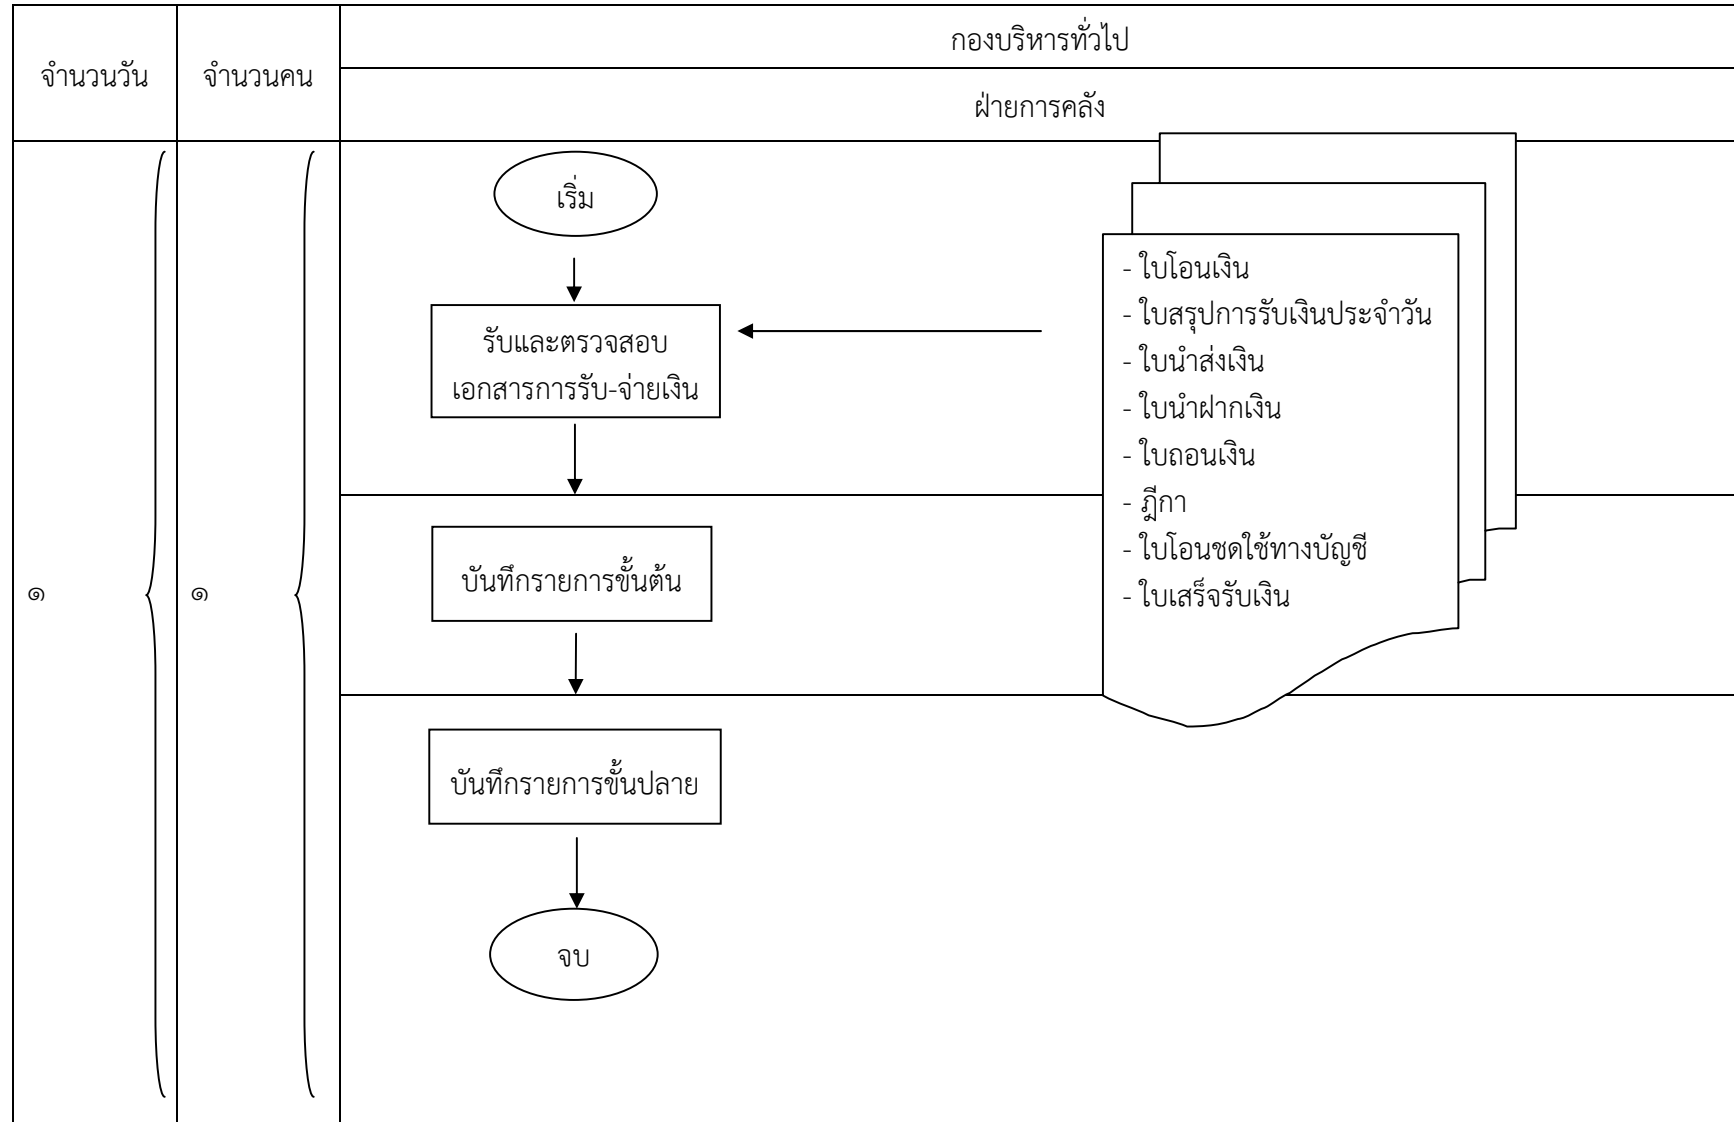 จำนวนวัน
จำนวนคน
กองบริหารทั่วไป
ฝ่ายการคลัง
เริ่ม
รับและตรวจสอบ
เอกสารการรับ-จ่ายเงิน
- ใบโอนเงิน
- ใบสรุปการรับเงินประจำวัน
- ใบนำส่งเงิน
- ใบนำฝากเงิน
- ใบถอนเงิน
- ฎีกา
- ใบโอนชดใช้ทางบัญชี
- ใบเสร็จรับเงิน
๑
๑
บันทึกรายการขั้นต้น
บันทึกรายการขั้นปลาย
จบ